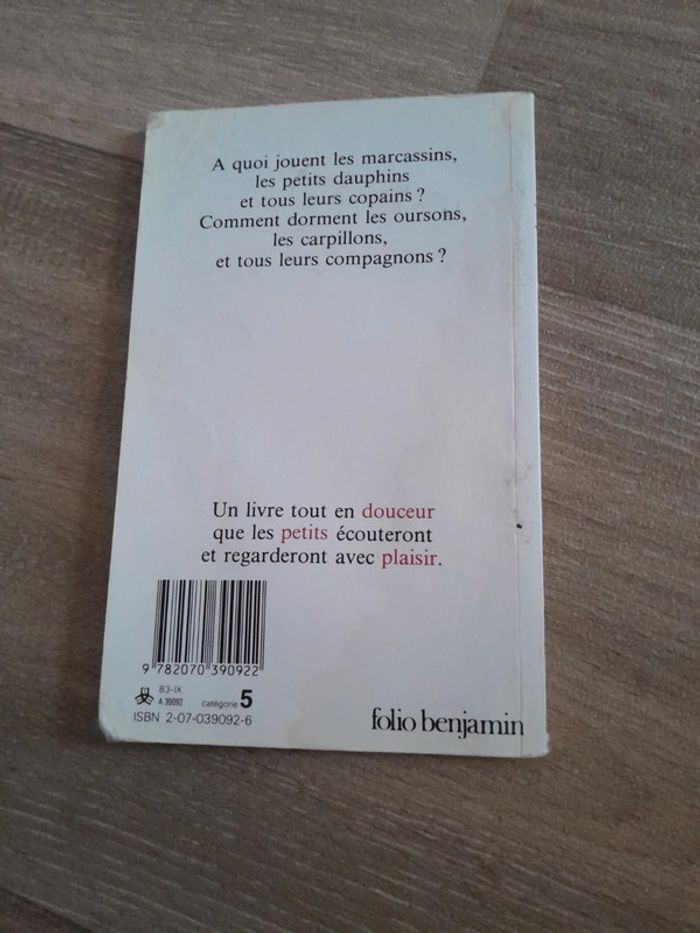 A quoi jouent les marcassins,
les petits dauphins
et tous leurs copains ?
Comment dorment les oursons,
les carpillons,
et tous leurs compagnons ?
Un livre tout en douceur
que les petits écouteront
et regarderont avec plaisir.
9 782070 390922
83-IX
A 39092 catégorie 5
ISBN 2-07-039092-6
folio benjamin